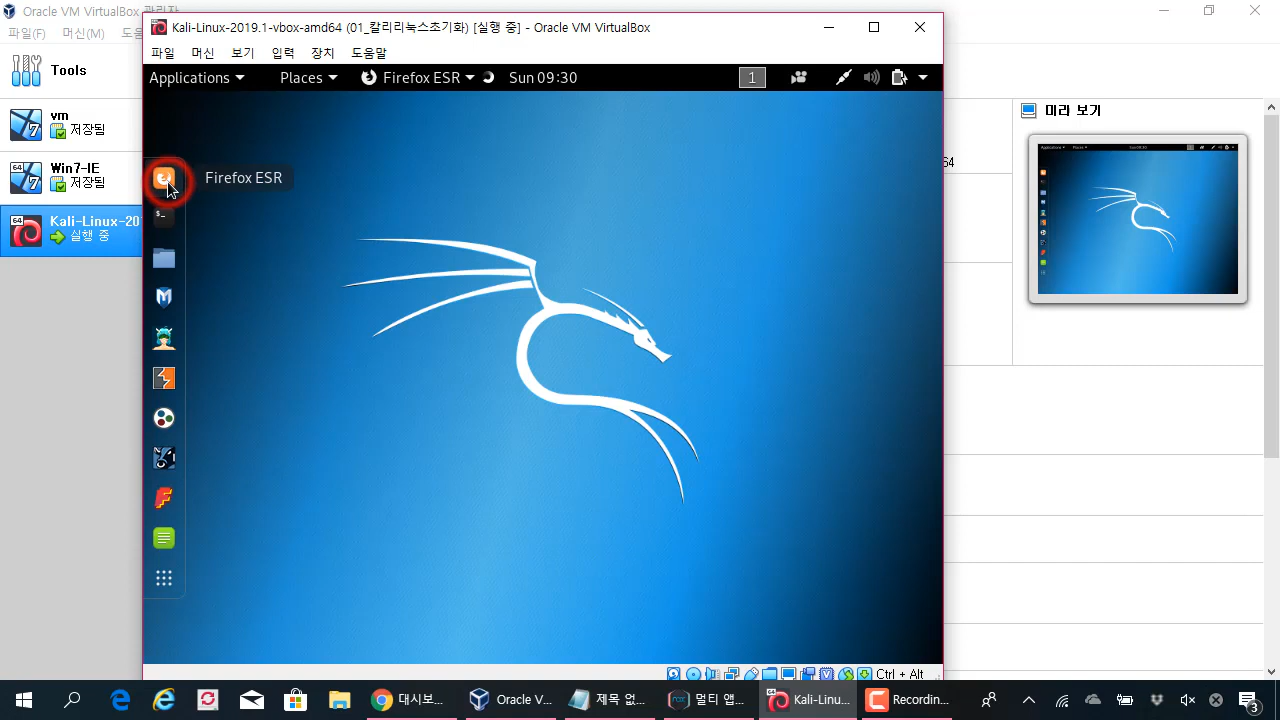 Oracle VM VirtualBox 관리자
파일(F) 머신(M)
Tools
vm
저장됨
Win7-IE
저장됨
Kali-Linux-201
실행 중
Kali-Linux-2019.1-vbox-amd64 (01_칼리리눅스초기화) [실행 중] - Oracle VM VirtualBox
파일 머신 보기 입력 장치 도움말
Applications Places Firefox ESR Sun 09:30 1
Firefox ESR
64
미리 보기
Ctrl + Alt
대시보... Oracle V... 제목 없... 멀티 앱... Kali-Linu... Recordin...
3